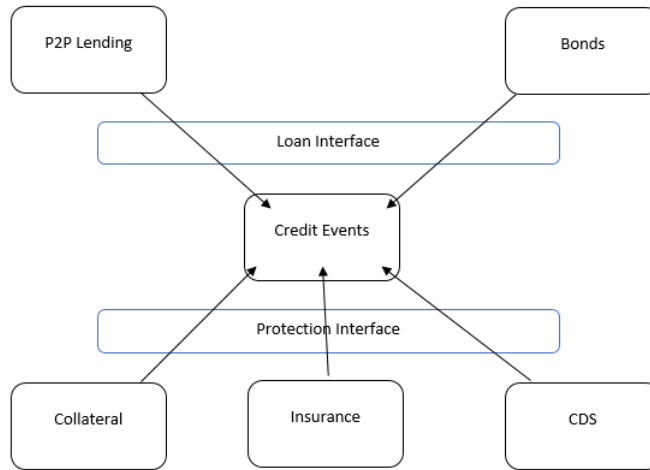 P2P Lending
Bonds
Loan Interface
Credit Events
Protection Interface
Collateral
Insurance
CDS